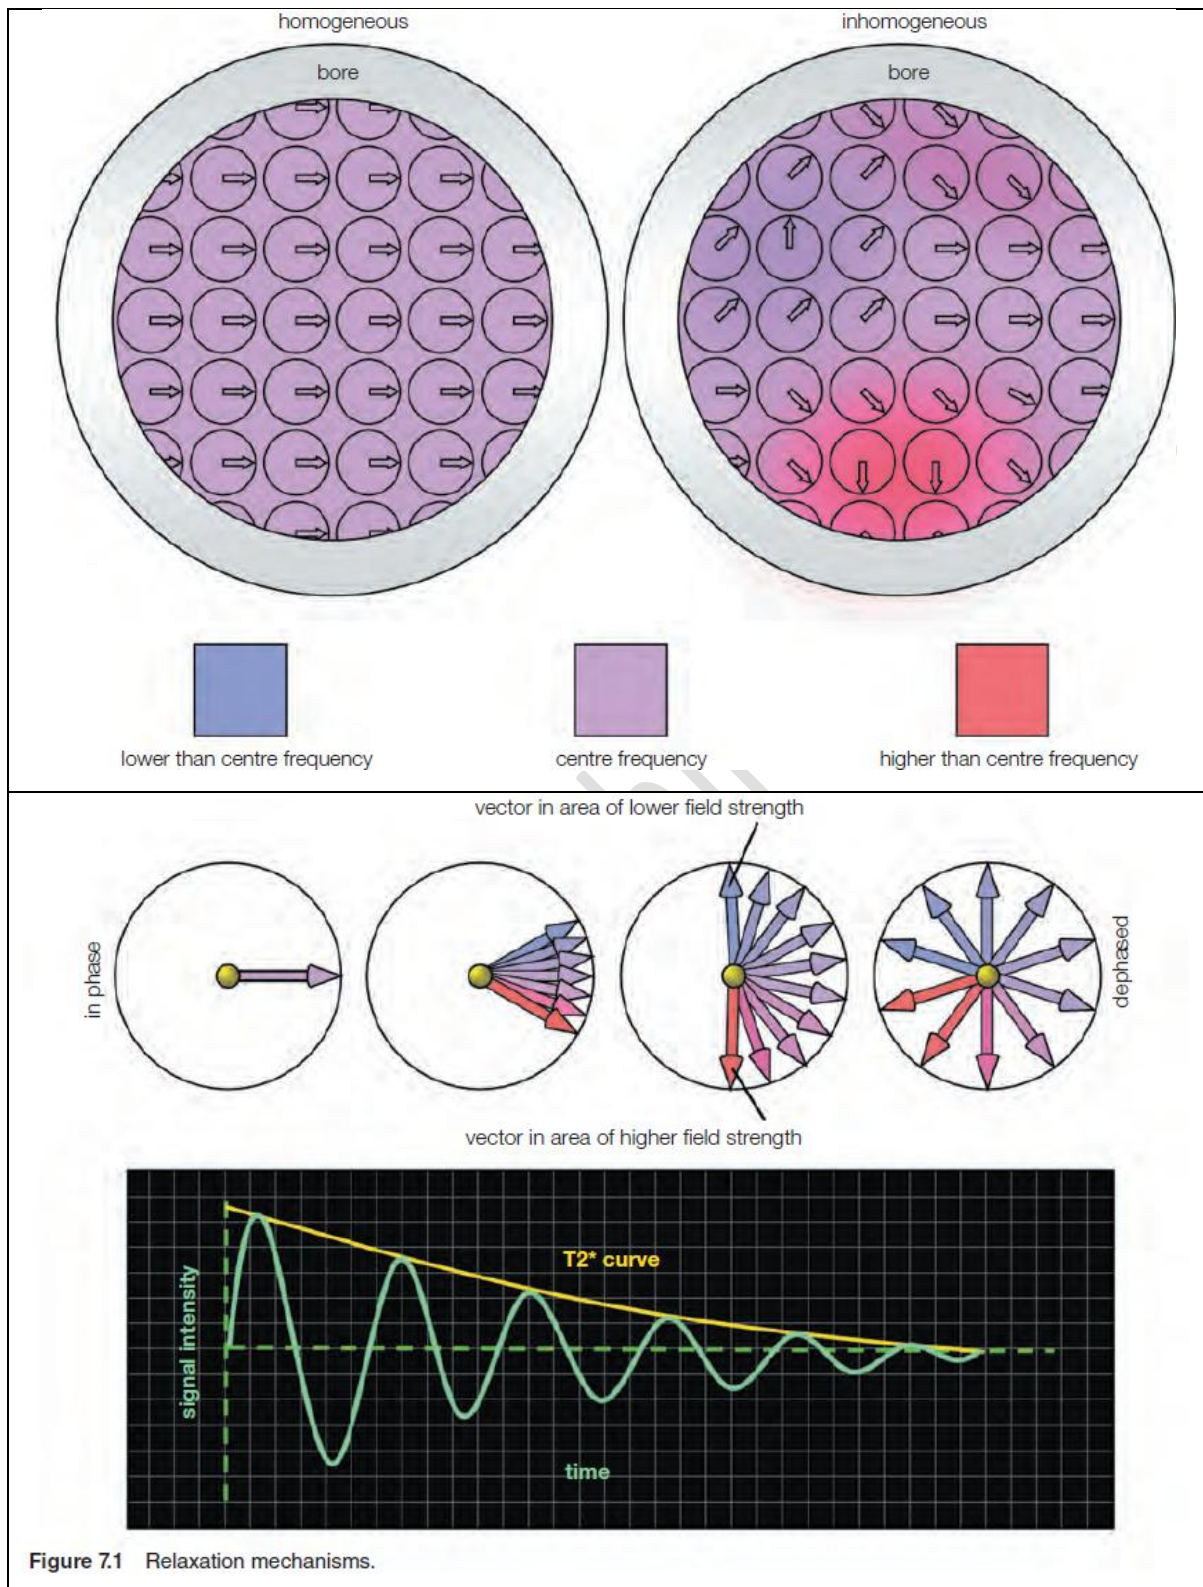 homogeneous
inhomogeneous
bore
bore
lower than centre frequency
centre frequency
higher than centre frequency
vector in area of lower field strength
in phase
dephased
vector in area of higher field strength
T2* curve
signal intensity
time
Figure 7.1 Relaxation mechanisms.